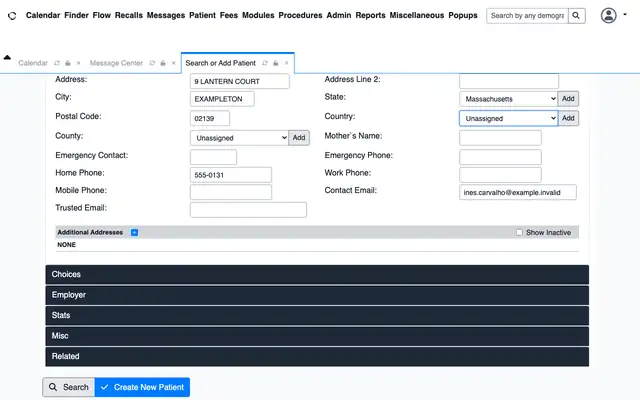 Calendar Finder Flow Recalls Messages Patient Fees Modules Procedures Admin Reports Miscellaneous Popups Search by any demogra
Calendar Message Center Search or Add Patient
Address: 9 LANTERN COURT Address Line 2:
City: EXAMPLETON State: Massachusetts Add
Postal Code: 02139 Country: Unassigned Add
County: Unassigned Add Mother`s Name:
Emergency Contact: Emergency Phone:
Home Phone: 555-0131 Work Phone:
Mobile Phone: Contact Email: ines.carvalho@example.invalid
Trusted Email:
Additional Addresses Show Inactive
NONE
Choices
Employer
Stats
Misc
Related
Search Create New Patient